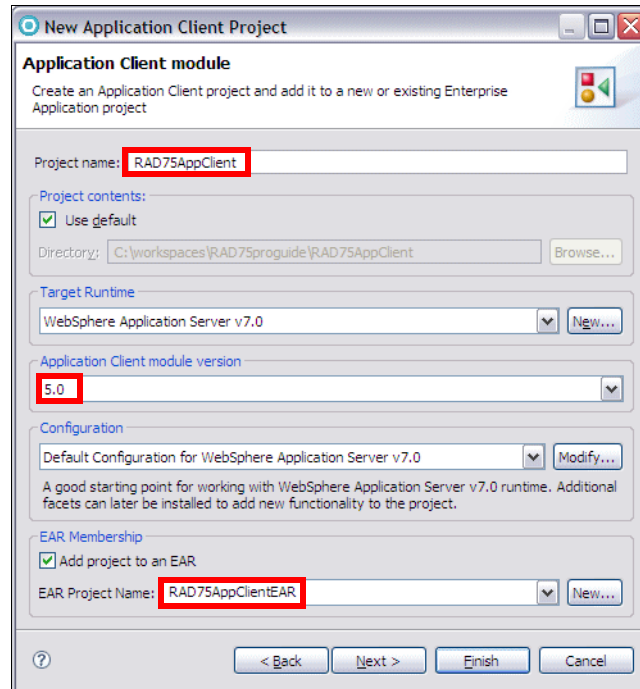 New Application Client Project
Application Client module
Create an Application Client project and add it to a new or existing Enterprise
Application project
Project name: RAD75AppClient
Project contents:
Use default
Directory: C:\workspaces\RAD75proguide\RAD75AppClient Browse...
Target Runtime
WebSphere Application Server v7.0 New...
Application Client module version
5.0
Configuration
Default Configuration for WebSphere Application Server v7.0 Modify...
A good starting point for working with WebSphere Application Server v7.0 runtime. Additional
facets can later be installed to add new functionality to the project.
EAR Membership
Add project to an EAR
EAR Project Name: RAD75AppClientEAR New...
? < Back Next > Finish Cancel